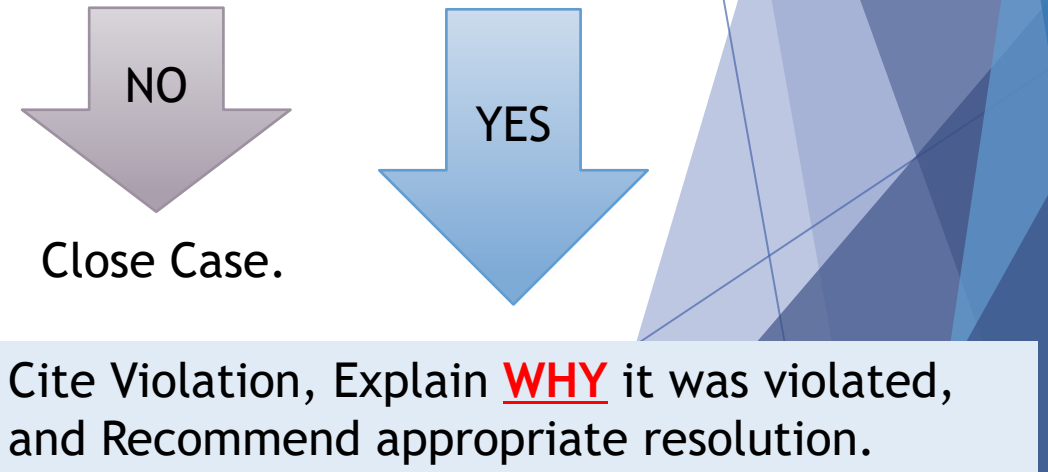 NO
YES
Close Case.
Cite Violation, Explain WHY it was violated,
and Recommend appropriate resolution.